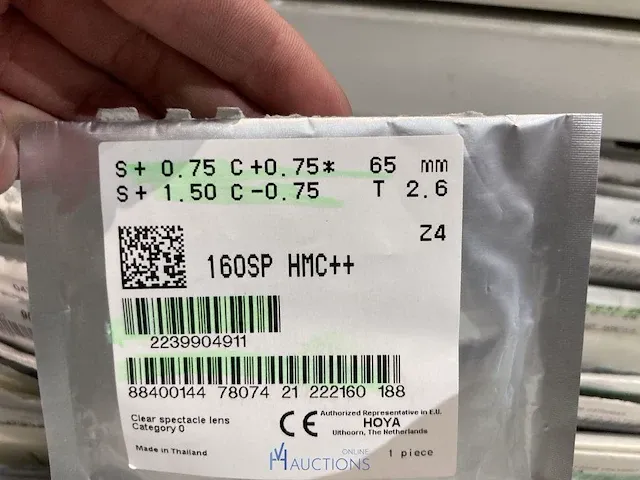 S+ 0.75 C+0.75* 65 mm
S+ 1.50 C-0.75 T 2.6
Z4
160SP HMC++
2239904911
88400144 78074 21 222160 188
Clear spectacle lens
Category 0
CE
Authorized Representative in E.U.
HOYA
Uithoorn, The Netherlands
Made in Thailand
ONLINE
AUCTIONS
1 piece